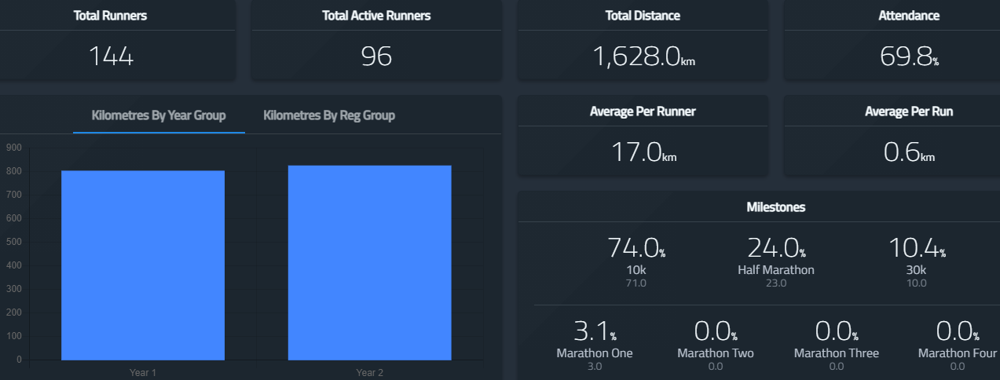 Total Runners
144
Total Active Runners
96
Total Distance
1,628.0km
Attendance
69.8%
Kilometres By Year Group
Kilometres By Reg Group
900
800
700
600
500
400
300
200
100
0
Year 1
Year 2
Average Per Runner
17.0km
Average Per Run
0.6km
Milestones
74.0%
10k
71.0
24.0%
Half Marathon
23.0
10.4%
30k
10.0
3.1%
Marathon One
3.0
0.0%
Marathon Two
0.0
0.0%
Marathon Three
0.0
0.0%
Marathon Four
0.0